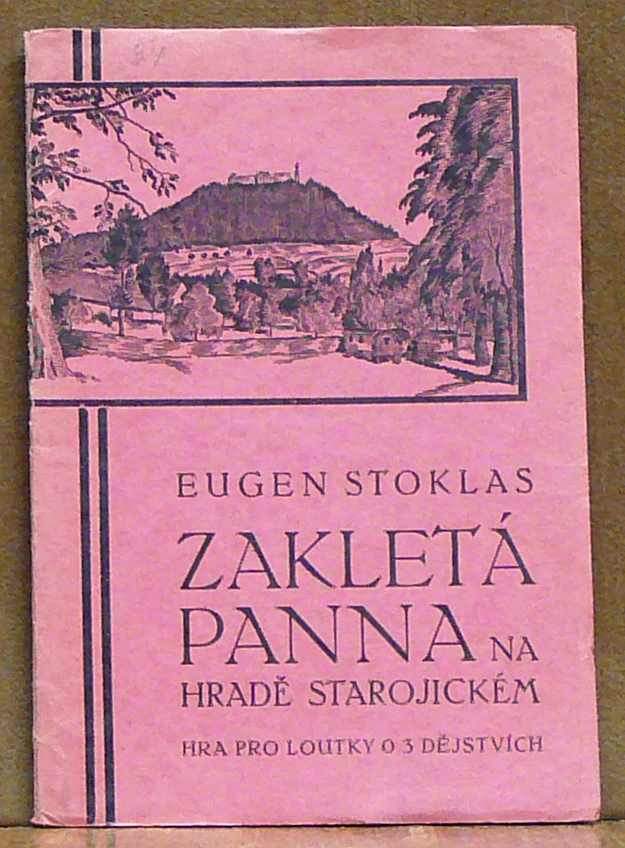 EUGEN STOKLAS
ZAKLETÁ
PANNA NA
HRADĚ STAROJICKÉM
HRA PRO LOUTKY O 3 DĚJSTVÍCH